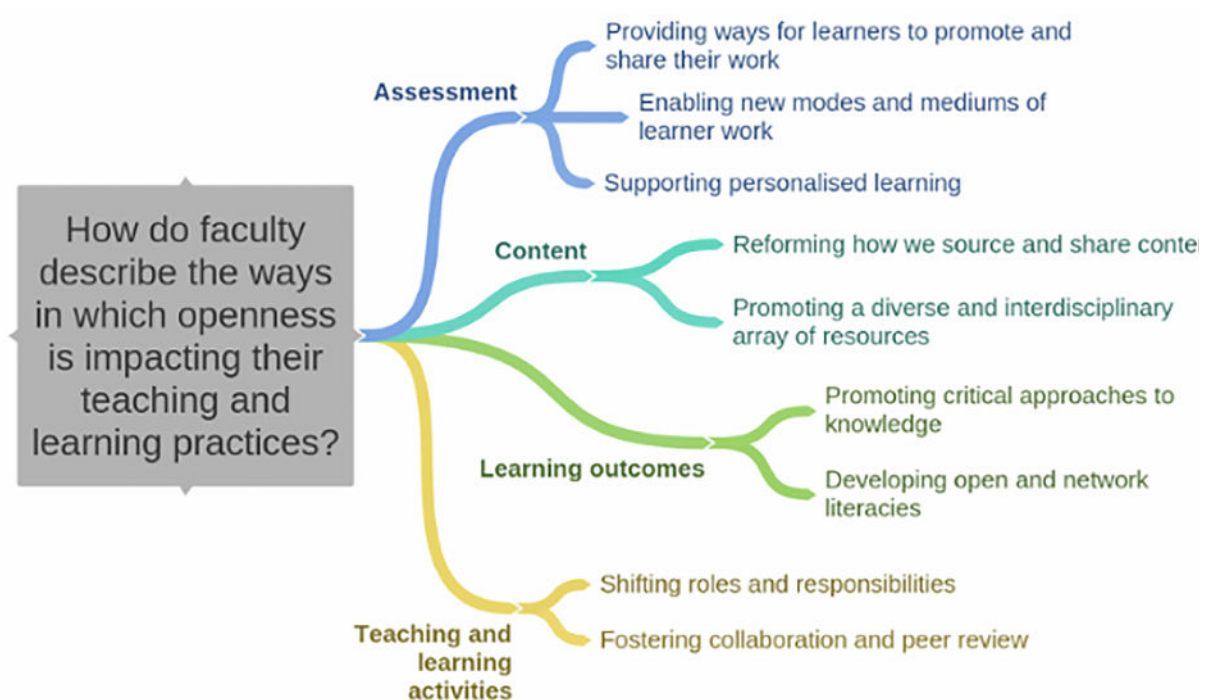 How do faculty
describe the ways
in which openness
is impacting their
teaching and
learning practices?
Assessment
Providing ways for learners to promote and
share their work
Enabling new modes and mediums of
learner work
Supporting personalised learning
Content
Reforming how we source and share conte
Promoting a diverse and interdisciplinary
array of resources
Learning outcomes
Promoting critical approaches to
knowledge
Developing open and network
literacies
Teaching and
learning
activities
Shifting roles and responsibilities
Fostering collaboration and peer review